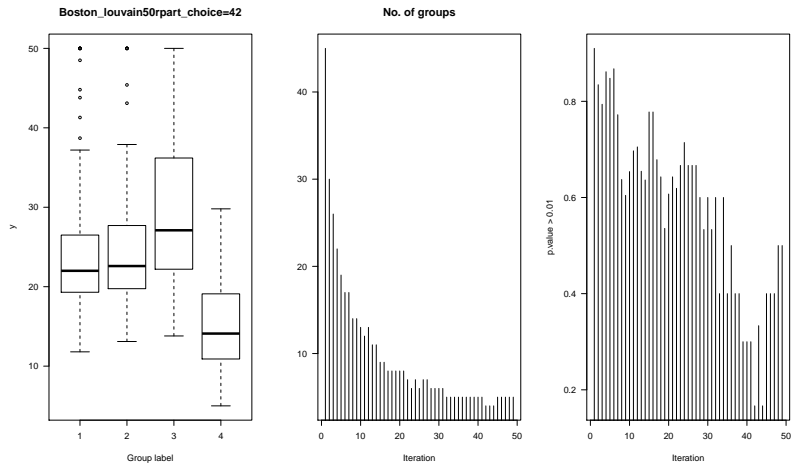 Boston_louvain50rpart_choice=42
50
40
30
20
10
y
1 2 3 4
Group label
No. of groups
40
30
20
10
0 10 20 30 40 50
Iteration
0.8
0.6
0.4
0.2
p.value > 0.01
0 10 20 30 40 50
Iteration